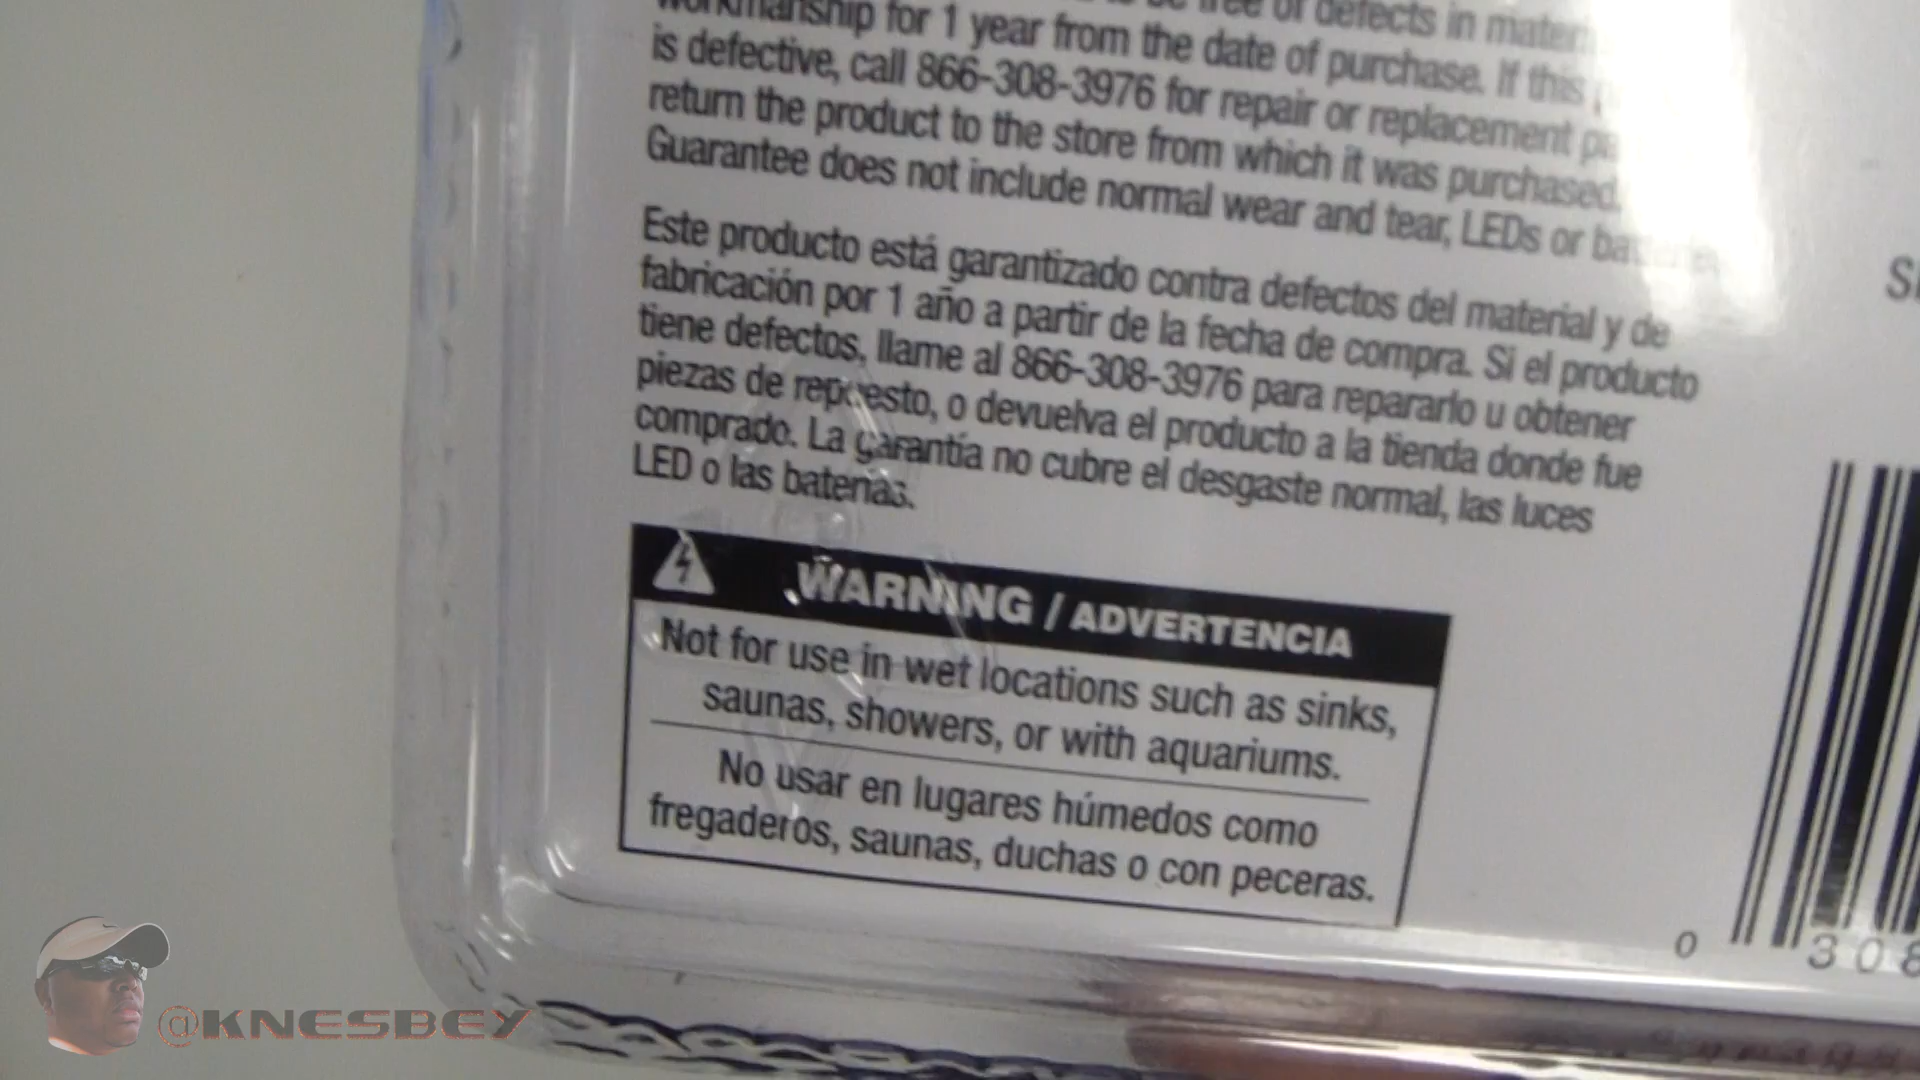 workmanship for 1 year from the date of purchase. If this
free of defects in
is defective, call 866-308-3976 for repair or replacement
return the product to the store from which it was purchased.
Guarantee does not include normal wear and tear, LEDs or
Este producto está garantizado contra defectos del material y de
fabricación por 1 año a partir de la fecha de compra. Si el producto
tiene defectos, llame al 866-308-3976 para repararlo u obtener
piezas de repuesto, o devuelva el producto a la tienda donde fue
comprado. La garantía no cubre el desgaste normal, las luces
LED o las baterías.
WARNING / ADVERTENCIA
Not for use in wet locations such as sinks,
saunas, showers, or with aquariums.
No usar en lugares húmedos como
fregaderos, saunas, duchas o con peceras.
0 308
@KNESBEY